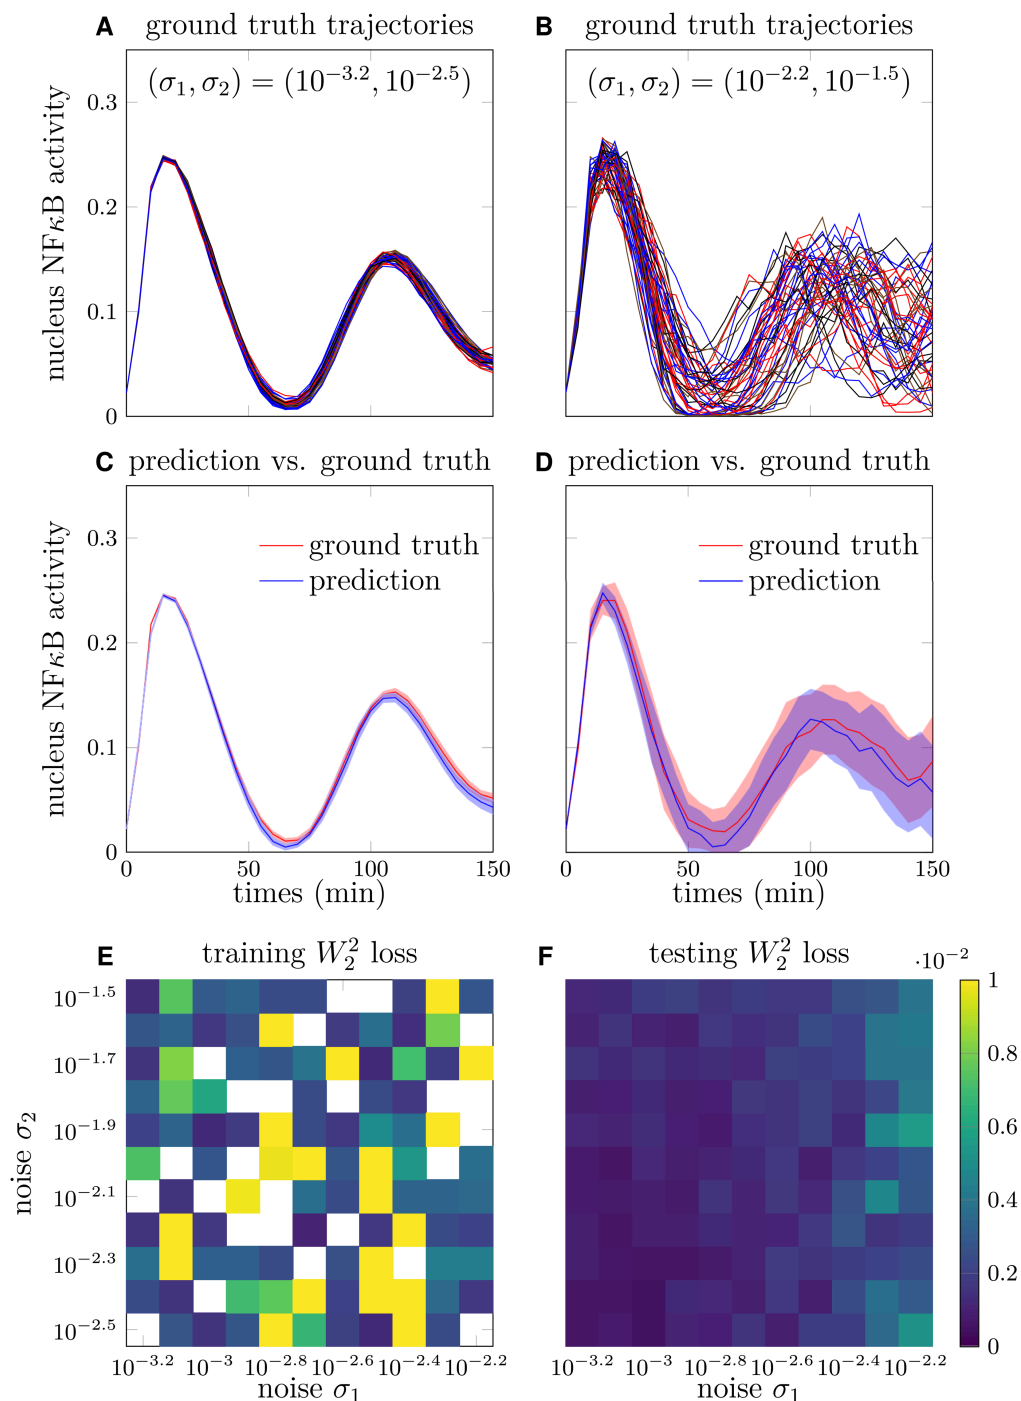 A ground truth trajectories
B ground truth trajectories
(σ₁, σ₂) = (10⁻³·², 10⁻²·⁵)
(σ₁, σ₂) = (10⁻²·², 10⁻¹·⁵)
nucleus NFκB activity
0.3
0.2
0.1
0
0 50 100 150
C prediction vs. ground truth
D prediction vs. ground truth
nucleus NFκB activity
0.3
0.2
0.1
0
ground truth
prediction
ground truth
prediction
0 50 100 150
times (min)
0 50 100 150
times (min)
E training W₂² loss
F testing W₂² loss
·10⁻²
noise σ₂
10⁻¹·⁵
10⁻¹·⁷
10⁻¹·⁹
10⁻²·¹
10⁻²·³
10⁻²·⁵
10⁻³·² 10⁻³ 10⁻²·⁸ 10⁻²·⁶ 10⁻²·⁴ 10⁻²·²
noise σ₁
10⁻³·² 10⁻³ 10⁻²·⁸ 10⁻²·⁶ 10⁻²·⁴ 10⁻²·²
noise σ₁
1
0.8
0.6
0.4
0.2
0